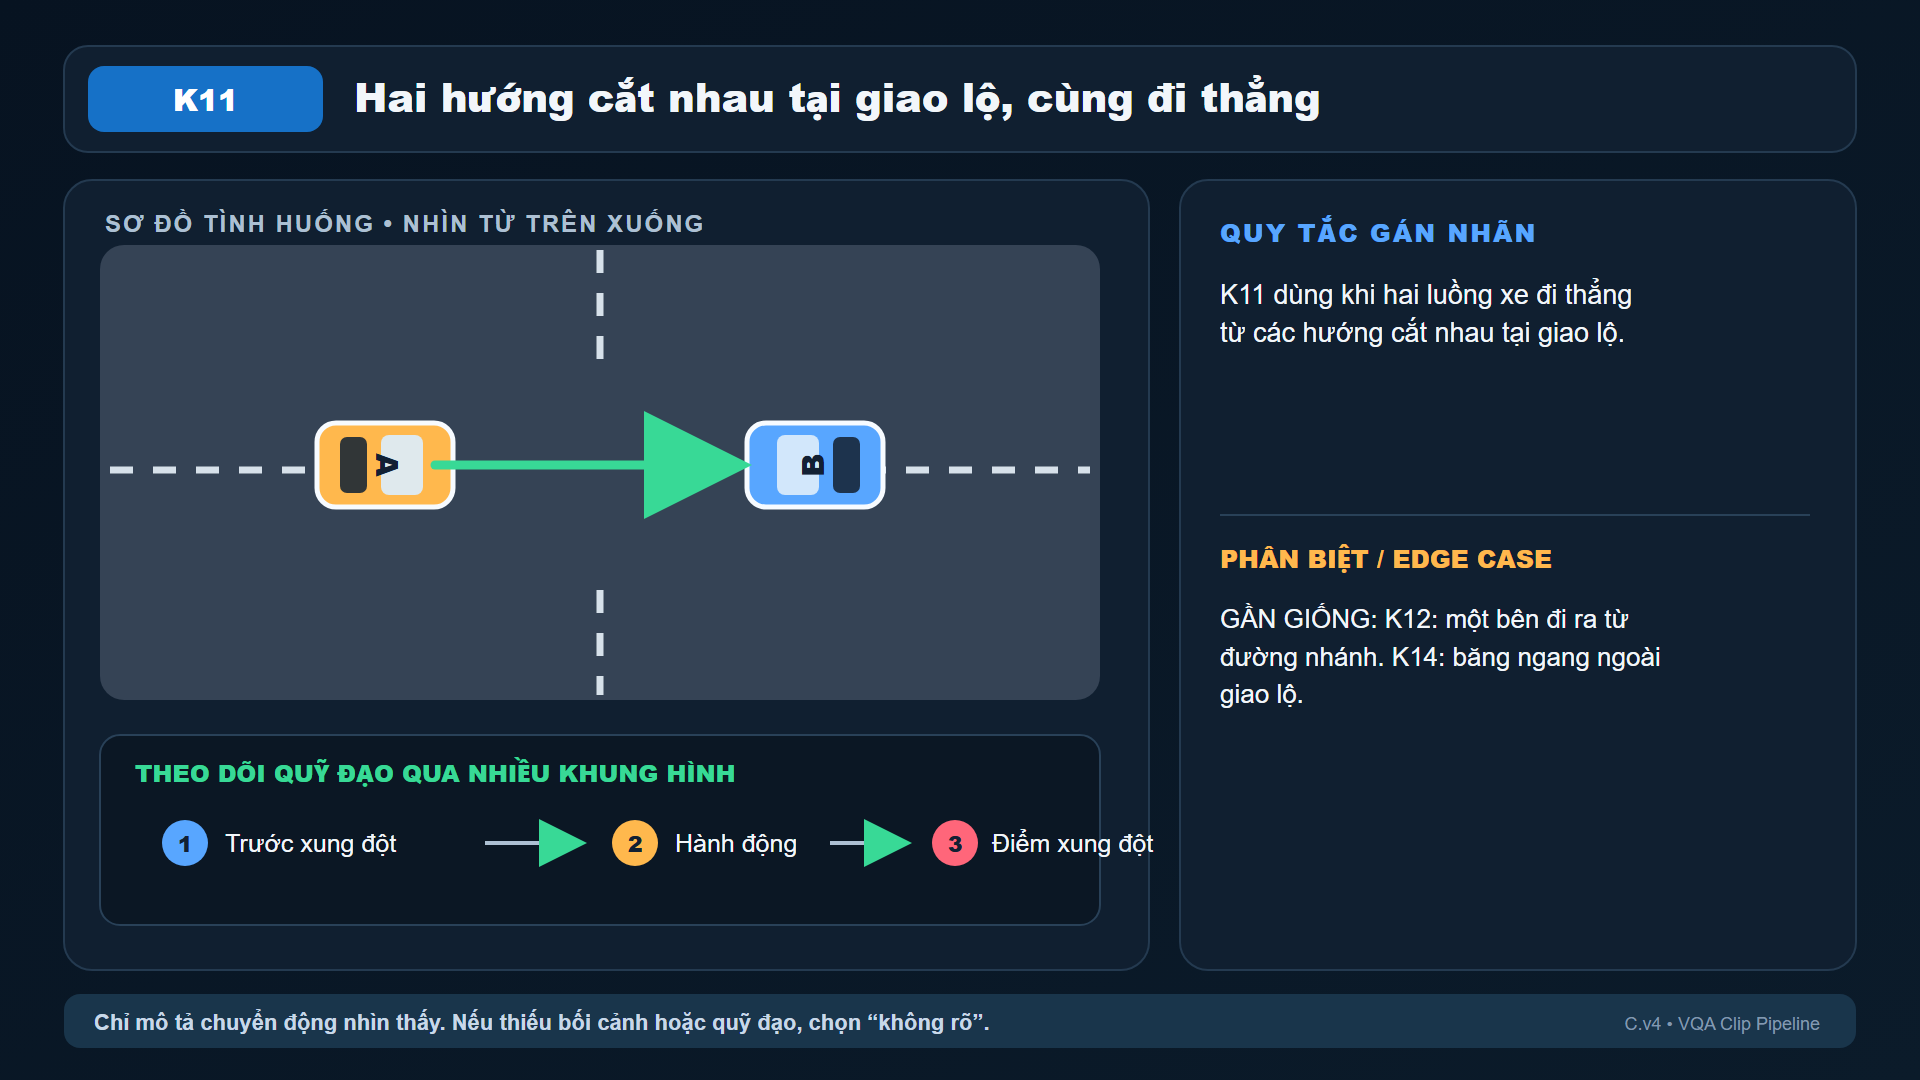 K11
Hai hướng cắt nhau tại giao lộ, cùng đi thẳng
SƠ ĐỒ TÌNH HUỐNG • NHÌN TỪ TRÊN XUỐNG
A
B
THEO DÕI QUỸ ĐẠO QUA NHIỀU KHUNG HÌNH
1 Trước xung đột
2 Hành động
3 Điểm xung đột
QUY TẮC GÁN NHÃN
K11 dùng khi hai luồng xe đi thẳng
từ các hướng cắt nhau tại giao lộ.
PHÂN BIỆT / EDGE CASE
GẦN GIỐNG: K12: một bên đi ra từ
đường nhánh. K14: băng ngang ngoài
giao lộ.
Chỉ mô tả chuyển động nhìn thấy. Nếu thiếu bối cảnh hoặc quỹ đạo, chọn “không rõ”.
C.v4 • VQA Clip Pipeline